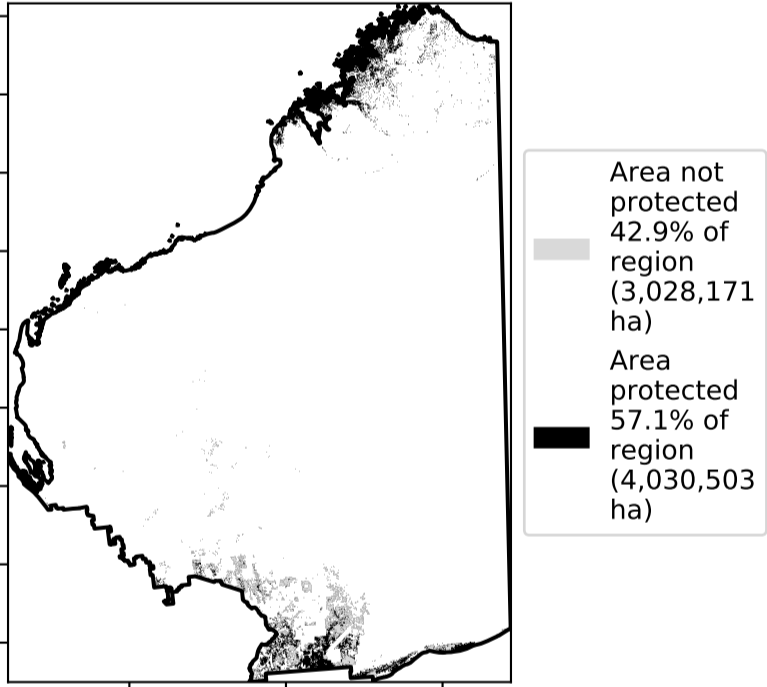 Area not
protected
42.9% of
region
(3,028,171
ha)
Area
protected
57.1% of
region
(4,030,503
ha)